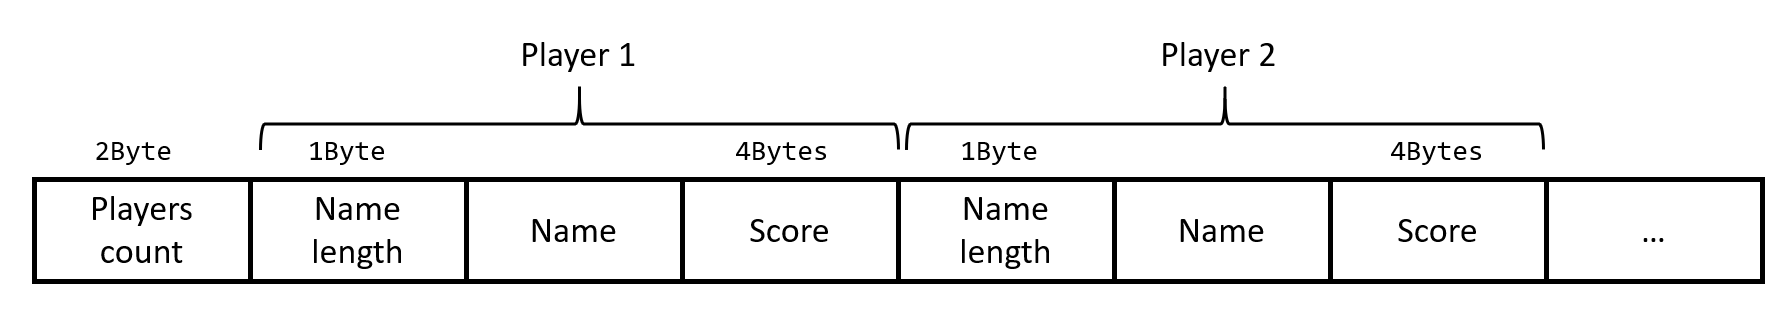 Player 1
Player 2
2Byte
1Byte
4Bytes
1Byte
4Bytes
Players
count
Name
length
Name
Score
Name
length
Name
Score
...